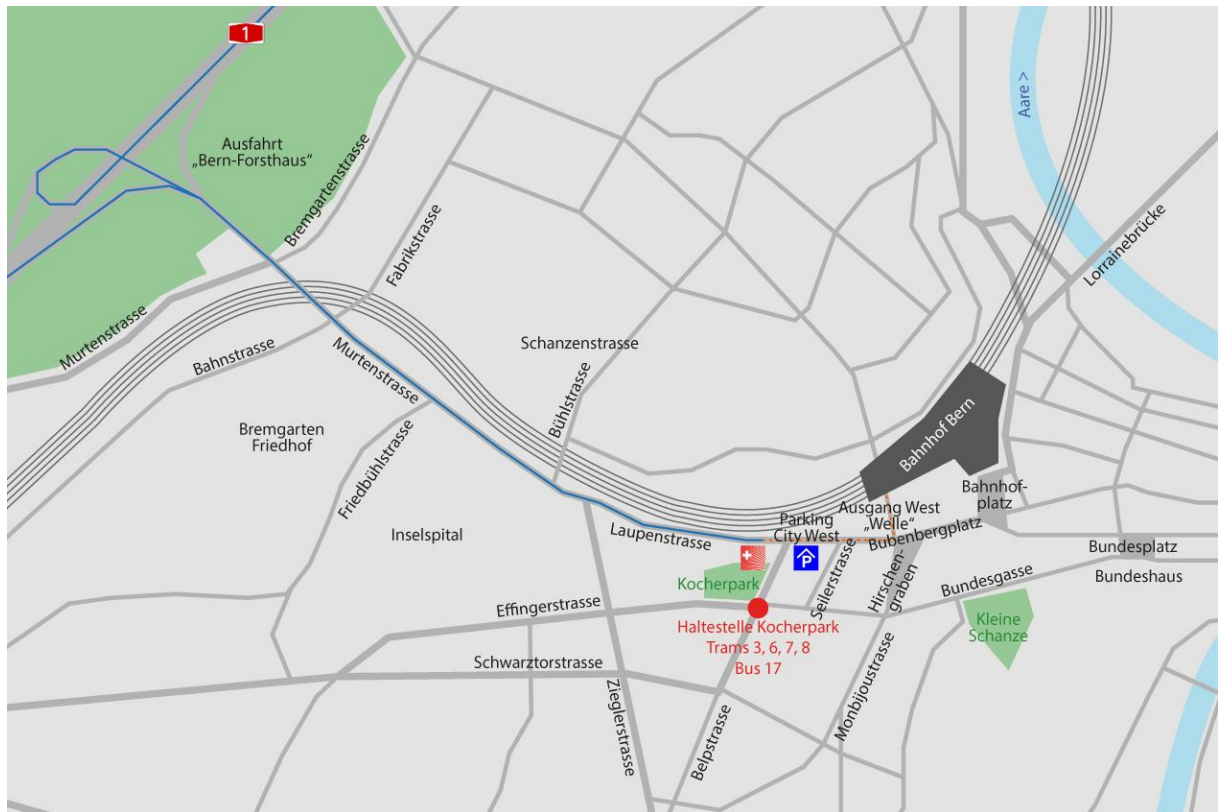 1
Aare >
Ausfahrt
„Bern-Forsthaus“
Bremgartenstrasse
Fabrikstrasse
Lorrainebrücke
Murtenstrasse
Bahnstrasse
Murtenstrasse
Schanzenstrasse
Bühlstrasse
Bremgarten
Friedhof
Friedbühlstrasse
Bahnhof Bern
Bahnhof-
platz
Inselspital
Laupenstrasse
Parking
City West
Ausgang West
„Welle“
Bubenbergplatz
Bundesplatz
Bundeshaus
P
Kocherpark
Seilerstrasse
Hirschen-
graben
Bundesgasse
Effingerstrasse
Haltestelle Kocherpark
Trams 3, 6, 7, 8
Bus 17
Kleine
Schanze
Schwarztorstrasse
Zieglerstrasse
Belpstrasse
Monbijoustrasse